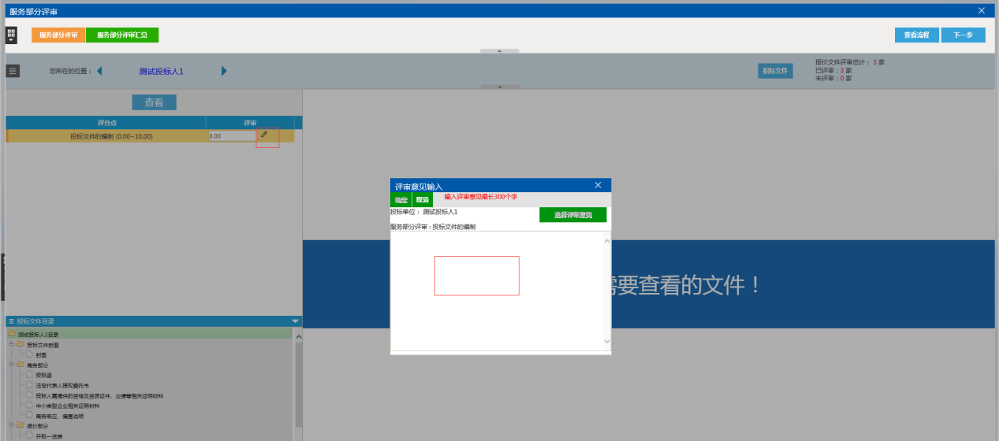 服务部分评审
服务部分评审 服务部分评审汇总 查看流程 下一步
您所在的位置： 测试投标人1 招标文件
报价文件评审总计： 3 家
已评审：3 家
未评审：0 家
查看
评分点 评审
投标文件的编制 (0.00~10.00) 8.00
评审意见输入
确定 取消 输入评审意见最长300个字
投标单位： 测试投标人1 选择评审意见
服务部分评审：投标文件的编制
需要查看的文件！
投标文件目录
测试投标人1目录
投标文件封面
封面
商务部分
投标函
法定代表人授权委托书
投标人需提供的资格及资质证件、业绩等相关证明材料
中小微型企业相关证明材料
商务响应、偏离说明
报价部分
开标一览表